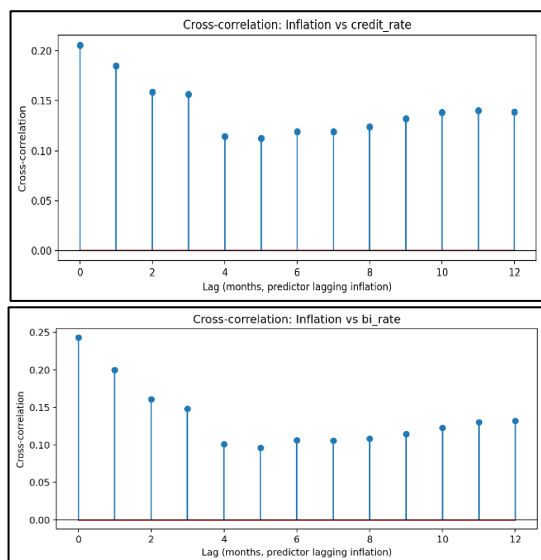 Cross-correlation: Inflation vs credit_rate
0.20
0.15
0.10
0.05
0.00
Cross-correlation
0 2 4 6 8 10 12
Lag (months, predictor lagging inflation)
Cross-correlation: Inflation vs bi_rate
0.25
0.20
0.15
0.10
0.05
0.00
Cross-correlation
0 2 4 6 8 10 12
Lag (months, predictor lagging inflation)